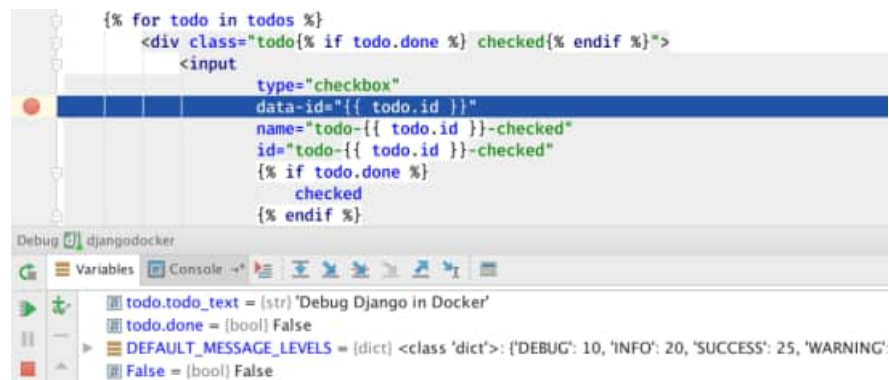 {% for todo in todos %}
<div class="todo{% if todo.done %} checked{% endif %}">
<input
type="checkbox"
data-id="{{ todo.id }}"
name="todo-{{ todo.id }}-checked"
id="todo-{{ todo.id }}-checked"
{% if todo.done %}
checked
{% endif %}
Debug djangodocker
Variables Console
todo.todo_text = {str} 'Debug Django in Docker'
todo.done = {bool} False
DEFAULT_MESSAGE_LEVELS = {dict} <class 'dict'>: {'DEBUG': 10, 'INFO': 20, 'SUCCESS': 25, 'WARNING':
False = {bool} False